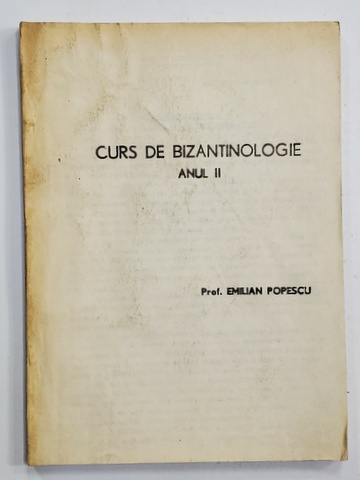 CURS DE BIZANTINOLOGIE
ANUL II
Prof. EMILIAN POPESCU